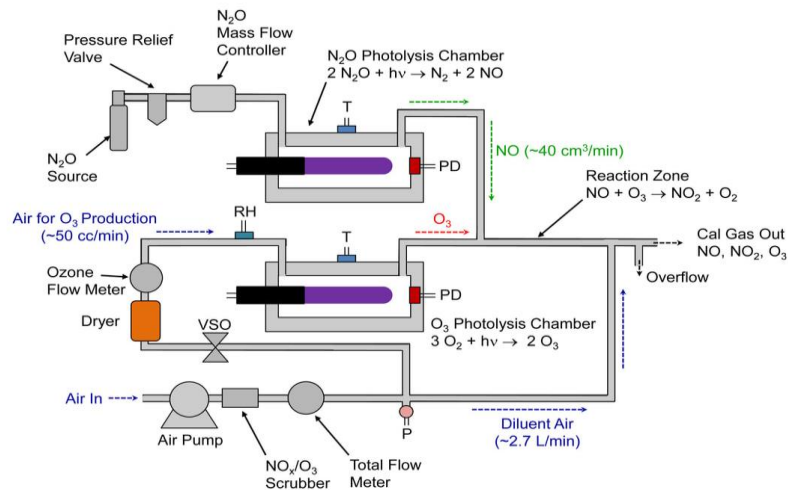 N₂O
Mass Flow
Controller
Pressure Relief
Valve
N₂O Photolysis Chamber
2 N₂O + hν → N₂ + 2 NO
T
N₂O
Source
PD
NO (~40 cm³/min)
Reaction Zone
NO + O₃ → NO₂ + O₂
Air for O₃ Production
(~50 cc/min)
RH
T
O₃
Cal Gas Out
NO, NO₂, O₃
Overflow
Ozone
Flow Meter
PD
Dryer
VSO
O₃ Photolysis Chamber
3 O₂ + hν → 2 O₃
Air In
Air Pump
P
Diluent Air
(~2.7 L/min)
NOₓ/O₃
Scrubber
Total Flow
Meter